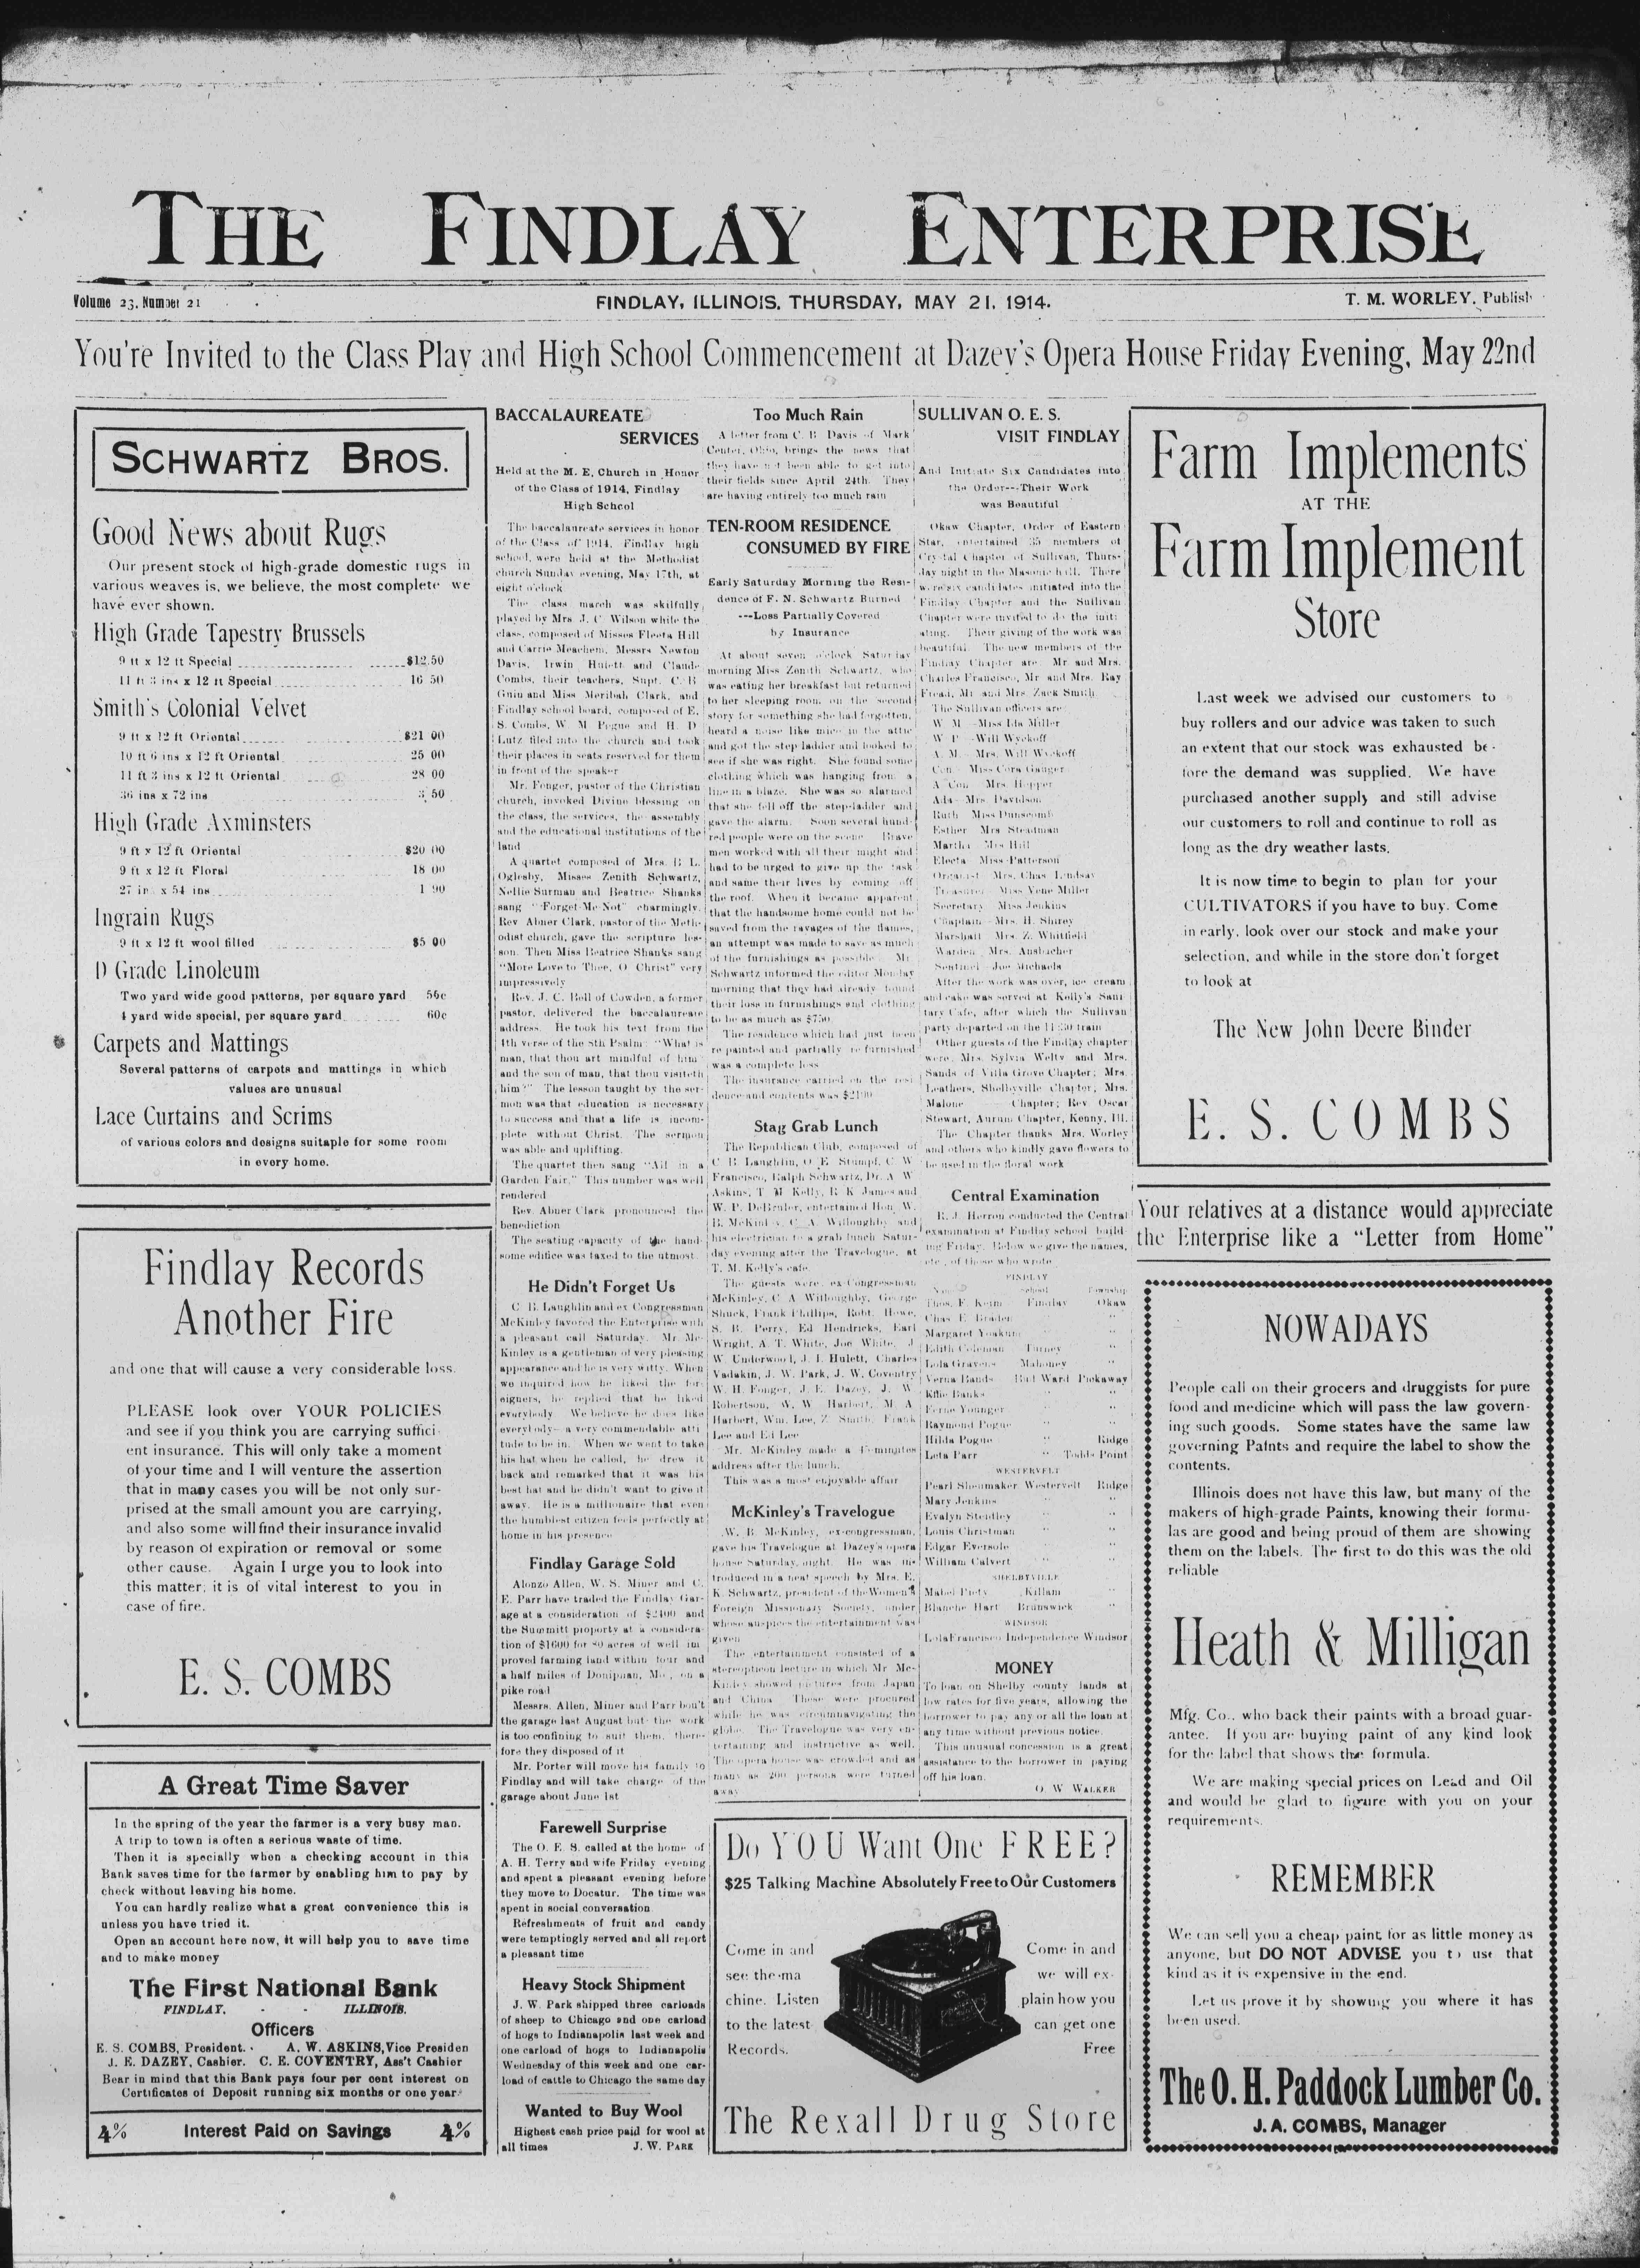 THE FINDLAY ENTERPRISE
Volume 23, Number 21
FINDLAY, ILLINOIS, THURSDAY, MAY 21, 1914.
T. M. WORLEY, Publish
You're Invited to the Class Play and High School Commencement at Dazey's Opera House Friday Evening, May 22nd
SCHWARTZ BROS.
Good News about Rugs
Our present stock of high-grade domestic rugs in
various weaves is, we believe, the most complete we
have ever shown.
High Grade Tapestry Brussels
9 ft x 12 ft Special $12.50
11 ft 3 ins x 12 ft Special 16 50
Smith's Colonial Velvet
9 ft x 12 ft Oriental $21 00
10 ft 6 ins x 12 ft Oriental 25 00
11 ft 3 ins x 12 ft Oriental 28 00
36 ins x 72 ins 3 50
High Grade Axminsters
9 ft x 12 ft Oriental $20 00
9 ft x 12 ft Floral 18 00
27 in x 54 ins 1 90
Ingrain Rugs
9 ft x 12 ft wool filled $5 00
D Grade Linoleum
Two yard wide good patterns, per square yard 56c
4 yard wide special, per square yard 60c
Carpets and Mattings
Several patterns of carpets and mattings in which
values are unusual
Lace Curtains and Scrims
of various colors and designs suitaple for some room
in every home.
Findlay Records
Another Fire
and one that will cause a very considerable loss.
PLEASE look over YOUR POLICIES
and see if you think you are carrying suffici-
ent insurance. This will only take a moment
of your time and I will venture the assertion
that in many cases you will be not only sur-
prised at the small amount you are carrying,
and also some will find their insurance invalid
by reason of expiration or removal or some
other cause. Again I urge you to look into
this matter; it is of vital interest to you in
case of fire.
E. S. COMBS
A Great Time Saver
In the spring of the year the farmer is a very busy man.
A trip to town is often a serious waste of time.
Then it is specially when a checking account in this
Bank saves time for the farmer by enabling him to pay by
check without leaving his home.
You can hardly realize what a great convenience this is
unless you have tried it.
Open an account here now, it will help you to save time
and to make money
The First National Bank
FINDLAY, - - ILLINOIS.
Officers
E. S. COMBS, President. A. W. ASKINS, Vice Presiden
J. E. DAZEY, Cashier. C. E. COVENTRY, Ass't Cashier
Bear in mind that this Bank pays four per cent interest on
Certificates of Deposit running six months or one year.
4% Interest Paid on Savings 4%
BACCALAUREATE
SERVICES
Held at the M. E. Church in Honor
of the Class of 1914, Findlay
High School
The baccalaureate services in honor
of the Class of 1914, Findlay high
school, were held at the Methodist
church Sunday evening, May 17th, at
eight o'clock
The class march was skilfully
played by Mrs J. C. Wilson while the
class, composed of Misses Fleeta Hill
and Carrie Meachem, Messrs Newton
Davis, Irwin Hulett and Claude
Combs, their teachers, Supt. C. B
Guin and Miss Meribah Clark, and
Findlay school board, composed of E.
S. Combs, W. M. Pogue and H. D
Lutz filed into the church and took
their places in seats reserved for them
in front of the speaker
Mr. Fonger, pastor of the Christian
church, invoked Divine blessing on
the class, the services, the assembly
and the educational institutions of the
land
A quartet composed of Mrs. B. L.
Oglesby, Misses Zenith Schwartz,
Nellie Surman and Beatrice Shanks
sang "Forget-Me-Not" charmingly.
Rev Abner Clark, pastor of the Meth-
odist church, gave the scripture les-
son. Then Miss Beatrice Shanks sang
"More Love to Thee, O Christ" very
impressively
Rev. J. C. Bell of Cowden, a former
pastor, delivered the baccalaureate
address. He took his text from the
4th verse of the 8th Psalm: "What is
man, that thou art mindful of him
and the son of man, that thou visiteth
him?" The lesson taught by the ser-
mon was that education is necessary
to success and that a life is incom-
plete without Christ. The sermon
was able and uplifting.
The quartet then sang "All in a
Garden Fair." This number was well
rendered
Rev. Abner Clark pronounced the
benediction
The seating capacity of the hand-
some edifice was taxed to the utmost.
He Didn't Forget Us
C. B. Laughlin and ex Congressman
McKinley favored the Enterprise with
a pleasant call Saturday. Mr Mc-
Kinley is a gentleman of very pleasing
appearance and he is very witty. When
we inquired how he liked the for-
eigners, he replied that he liked
everybody We believe he does like
everybody—a very commendable atti
tude to be in. When we went to take
his hat when he called, he drew it
back and remarked that it was his
best hat and he didn't want to give it
away. He is a millionaire that even
the humblest citizen feels perfectly at
home in his presence
Findlay Garage Sold
Alonzo Allen, W. S. Miner and C.
E. Parr have traded the Findlay Gar-
age at a consideration of $2400 and
the Summitt property at a considera-
tion of $1600 for 80 acres of well im
proved farming land within four and
a half miles of Doniphan, Mo., on a
pike road
Messrs. Allen, Miner and Parr bou't
the garage last August but the work
is too confining to suit them, there-
fore they disposed of it
Mr. Porter will move his family to
Findlay and will take charge of the
garage about June 1st
Farewell Surprise
The O. E. S. called at the home of
A. H. Terry and wife Friday evening
and spent a pleasant evening before
they move to Decatur. The time was
spent in social conversation
Refreshments of fruit and candy
were temptingly served and all report
a pleasant time
Heavy Stock Shipment
J. W. Park shipped three carloads
of sheep to Chicago and one carload
of hogs to Indianapolis last week and
one carload of hogs to Indianapolis
Wednesday of this week and one car-
load of cattle to Chicago the same day
Wanted to Buy Wool
Highest cash price paid for wool at
all times J. W. PARK
Too Much Rain
A letter from C. B Davis of Mark
Center, Ohio, brings the news that
they have not been able to get into
their fields since April 24th. They
are having entirely too much rain
TEN-ROOM RESIDENCE
CONSUMED BY FIRE
Early Saturday Morning the Resi-
dence of F. N. Schwartz Burned
---Loss Partially Covered
by Insurance
At about seven o'clock Saturday
morning Miss Zenith Schwartz, who
was eating her breakfast but returned
to her sleeping room on the second
story for something she had forgotten,
heard a noise like mice in the attic
and got the step ladder and looked to
see if she was right. She found some
clothing which was hanging from a
line in a blaze. She was so alarmed
that she fell off the step-ladder and
gave the alarm. Soon several hund-
red people were on the scene Brave
men worked with all their might and
had to be urged to give up the task
and same their lives by coming off
the roof. When it became apparent
that the handsome home could not be
saved from the ravages of the flames,
an attempt was made to save as much
of the furnishings as possible. Mr
Schwartz informed the editor Monday
morning that they had already found
their loss in furnishings and clothing
to be as much as $750.
The residence which had just been
re painted and partially re furnished
was a complete loss
The insurance carried on the resi
dence and contents was $2100
Stag Grab Lunch
The Republican Club, composed of
C B Laughlin, O E Stumpf, C W
Francisco, Ralph Schwartz, Dr. A W
Askins, T M Kelly, R K James and
W. P. DeBruler, entertained Hon W.
B. McKinley, C. A. Willoughby and
his electrician to a grab lunch Satur-
day evening after the Travelogue, at
T. M. Kelly's cafe.
The guests were: ex-Congressman
McKinley, C A Willoughby, George
Shuck, Frank Phillips, Robt. Howe,
S. B. Perry, Ed Hendricks, Earl
Wright, A. T. White, Joe White, J
W. Underwood, J. I. Hulett, Charles
Vadakin, J. W. Park, J. W. Coventry
W. H. Fonger, J. E. Dazey, J. W
Robertson, W. W. Harbert, M. A
Harbert, Wm. Lee, Z. Smith, Frank
Lee and Ed Lee
Mr. McKinley made a minutes
address after the lunch.
This was a most enjoyable affair
McKinley's Travelogue
W. B. McKinley, ex-congressman,
gave his Travelogue at Dazey's opera
house Saturday night. He was in-
troduced in a neat speech by Mrs. E.
K. Schwartz, president of the Women's
Foreign Missionary Society, under
whose auspices the entertainment was
given
The entertainment consisted of a
stereopticon lecture in which Mr Mc-
Kinley showed pictures from Japan
and China These were procured
while he was circumnavigating the
globe. The Travelogue was very en-
tertaining and instructive as well.
The opera house was crowded and as
many as 200 persons were turned
away
SULLIVAN O. E. S.
VISIT FINDLAY
And Initiate Six Candidates into
the Order---Their Work
was Beautiful
Okaw Chapter, Order of Eastern
Star, entertained 35 members of
Crystal Chapter of Sullivan, Thurs-
day night in the Masonic hall. There
were six candidates initiated into the
Findlay Chapter and the Sullivan
Chapter were invited to do the initi-
ating. Their giving of the work was
beautiful. The new members of the
Findlay Chapter are: Mr and Mrs.
Charles Francisco, Mr and Mrs. Ray
Fread, Mr and Mrs. Zack Smith.
The Sullivan officers are:
W M—Miss Ida Miller
W P—Will Wyckoff
A. M.—Mrs. Will Wyckoff
Con—Miss Cora Gauger
A Con—Mrs. Hopper
Ada—Mrs Davidson
Ruth—Miss Dunscomb
Esther—Mrs Steadman
Martha—Mrs Hill
Electa—Miss Patterson
Organist—Mrs. Chas. Lindsay
Treasurer—Miss Vene Miller
Secretary—Miss Jenkins
Chaplain—Mrs. H. Shirey
Marshall—Mrs. Z. Whitfield
Warden—Mrs. Ansbacher
Sentinel—Joe Michaels
After the work was over, ice cream
and cake was served at Kelly's Sani-
tary Cafe, after which the Sullivan
party departed on the 11:30 train
Other guests of the Findlay chapter
were: Mrs. Sylvia Welty and Mrs.
Sands of Villa Grove Chapter; Mrs.
Leathers, Shelbyville Chapter; Mrs.
Malone Chapter; Rev Oscar
Stewart, Aurum Chapter, Kenny, Ill.
The Chapter thanks Mrs. Worley
and others who kindly gave flowers to
be used in the floral work
Central Examination
R. J. Herron conducted the Central
examination at Findlay school build-
ing Friday. Below we give the names,
etc., of those who wrote
FINDLAY
Name School Township
Thos. F. Keim Findlay Okaw
Chas E. Braden " "
Margaret Yoakum " "
Edith Coleman Turney "
Lola Gravens Mahoney "
Verna Bands Bud Ward Pickaway
Effie Banks " "
Ferne Younger " "
Raymond Pogue " "
Hilda Pogue " Ridge
Leta Parr " Todds Point
WESTERVELT
Pearl Shoemaker Westervelt Ridge
Mary Jenkins " "
Evalyn Steidley " "
Louis Christman " "
Edgar Eversole " "
William Calvert " "
SHELBYVILLE
Mabel Piety Killam "
Blanche Hart Brunswick "
WINDSOR
Lola Francisco Independence Windsor
MONEY
To loan on Shelby county lands at
low rates for five years, allowing the
borrower to pay any or all the loan at
any time without previous notice.
This unusual concession is a great
assistance to the borrower in paying
off his loan.
O. W WALKER
Do YOU Want One FREE?
$25 Talking Machine Absolutely Free to Our Customers
Come in and
see the ma
chine. Listen
to the latest
Records.
Come in and
we will ex-
plain how you
can get one
Free
The Rexall Drug Store
Farm Implements
AT THE
Farm Implement
Store
Last week we advised our customers to
buy rollers and our advice was taken to such
an extent that our stock was exhausted be-
fore the demand was supplied. We have
purchased another supply and still advise
our customers to roll and continue to roll as
long as the dry weather lasts.
It is now time to begin to plan for your
CULTIVATORS if you have to buy. Come
in early, look over our stock and make your
selection, and while in the store don't forget
to look at
The New John Deere Binder
E. S. COMBS
Your relatives at a distance would appreciate
the Enterprise like a "Letter from Home"
NOWADAYS
People call on their grocers and druggists for pure
food and medicine which will pass the law govern-
ing such goods. Some states have the same law
governing Paints and require the label to show the
contents.
Illinois does not have this law, but many of the
makers of high-grade Paints, knowing their formu-
las are good and being proud of them are showing
them on the labels. The first to do this was the old
reliable
Heath & Milligan
Mfg. Co., who back their paints with a broad guar-
antee. If you are buying paint of any kind look
for the label that shows the formula.
We are making special prices on Lead and Oil
and would be glad to figure with you on your
requirements.
REMEMBER
We can sell you a cheap paint for as little money as
anyone, but DO NOT ADVISE you to use that
kind as it is expensive in the end.
Let us prove it by showing you where it has
been used.
The O. H. Paddock Lumber Co.
J. A. COMBS, Manager